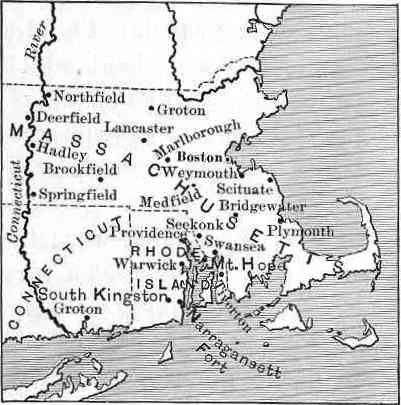 River
Northfield
Groton
Deerfield
Lancaster
Marlborough
MASSACHUSETTS
Hadley
Boston
Brookfield
Weymouth
Scituate
Springfield
Medfield
Bridgewater
Connecticut
CONNECTICUT
Seekonk
Plymouth
Providence
Swansea
RHODE
ISLAND
Warwick
Mt. Hope
South Kingston
Groton
Narragansett
Fort